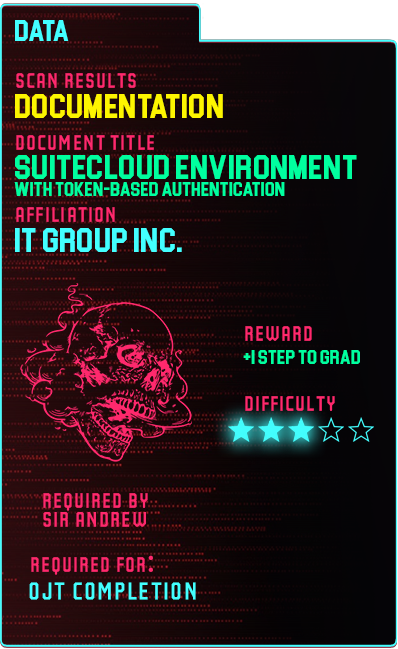 DATA
SCAN RESULTS
DOCUMENTATION
DOCUMENT TITLE
SUITECLOUD ENVIRONMENT
WITH TOKEN-BASED AUTHENTICATION
AFFILIATION
IT GROUP INC.
REWARD
+1 STEP TO GRAD
DIFFICULTY
REQUIRED BY
SIR ANDREW
REQUIRED FOR:
OJT COMPLETION